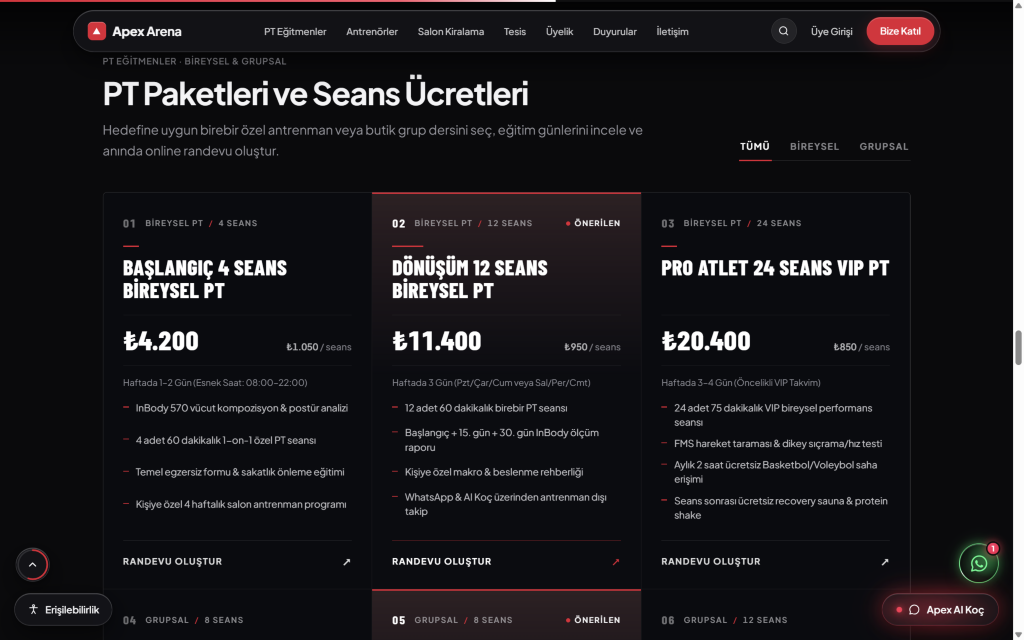 Apex Arena
PT Eğitmenler
Antrenörler
Salon Kiralama
Tesis
Üyelik
Duyurular
İletişim
Üye Girişi
Bize Katıl
PT EĞİTMENLER · BİREYSEL & GRUPSAL
PT Paketleri ve Seans Ücretleri
Hedefine uygun birebir özel antrenman veya butik grup dersini seç, eğitim günlerini incele ve
anında online randevu oluştur.
TÜMÜ
BİREYSEL
GRUPSAL
01 BİREYSEL PT / 4 SEANS
BAŞLANGIÇ 4 SEANS
BİREYSEL PT
₺4.200
₺1.050 / seans
Haftada 1-2 Gün (Esnek Saat: 08:00-22:00)
InBody 570 vücut kompozisyon & postür analizi
4 adet 60 dakikalık 1-on-1 özel PT seansı
Temel egzersiz formu & sakatlık önleme eğitimi
Kişiye özel 4 haftalık salon antrenman programı
RANDEVU OLUŞTUR ↗
02 BİREYSEL PT / 12 SEANS
ÖNERİLEN
DÖNÜŞÜM 12 SEANS
BİREYSEL PT
₺11.400
₺950 / seans
Haftada 3 Gün (Pzt/Çar/Cum veya Sal/Per/Cmt)
12 adet 60 dakikalık birebir PT seansı
Başlangıç + 15. gün + 30. gün InBody ölçüm
raporu
Kişiye özel makro & beslenme rehberliği
WhatsApp & AI Koç üzerinden antrenman dışı
takip
RANDEVU OLUŞTUR ↗
03 BİREYSEL PT / 24 SEANS
PRO ATLET 24 SEANS VIP PT
₺20.400
₺850 / seans
Haftada 3-4 Gün (Öncelikli VIP Takvim)
24 adet 75 dakikalık VIP bireysel performans
seansı
FMS hareket taraması & dikey sıçrama/hız testi
Aylık 2 saat ücretsiz Basketbol/Voleybol saha
erişimi
Seans sonrası ücretsiz recovery sauna & protein
shake
RANDEVU OLUŞTUR ↗
04 GRUPSAL / 8 SEANS
05 GRUPSAL / 8 SEANS
ÖNERİLEN
06 GRUPSAL / 12 SEANS
Erişilebilirlik
1
Apex AI Koç